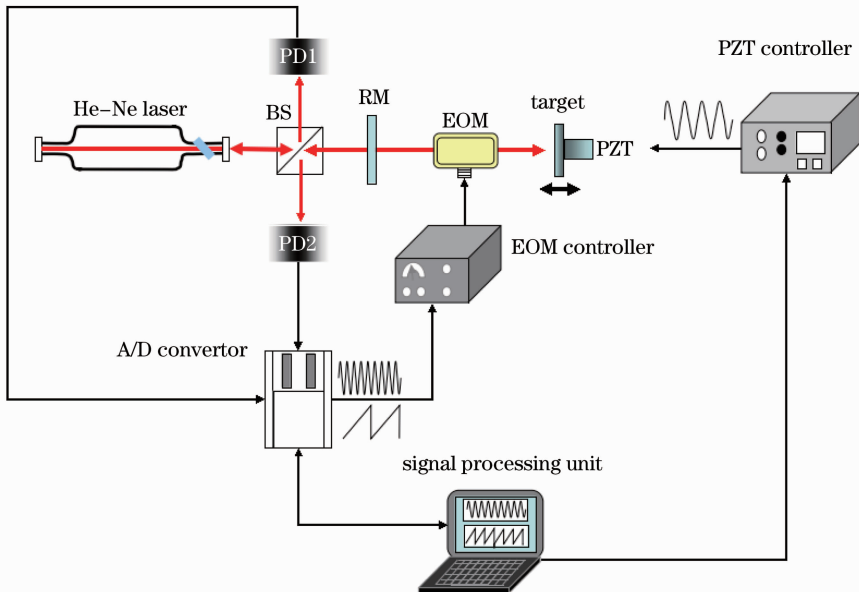 PZT controller
PD1
He-Ne laser
BS
RM
EOM
target
PZT
PD2
EOM controller
A/D convertor
signal processing unit